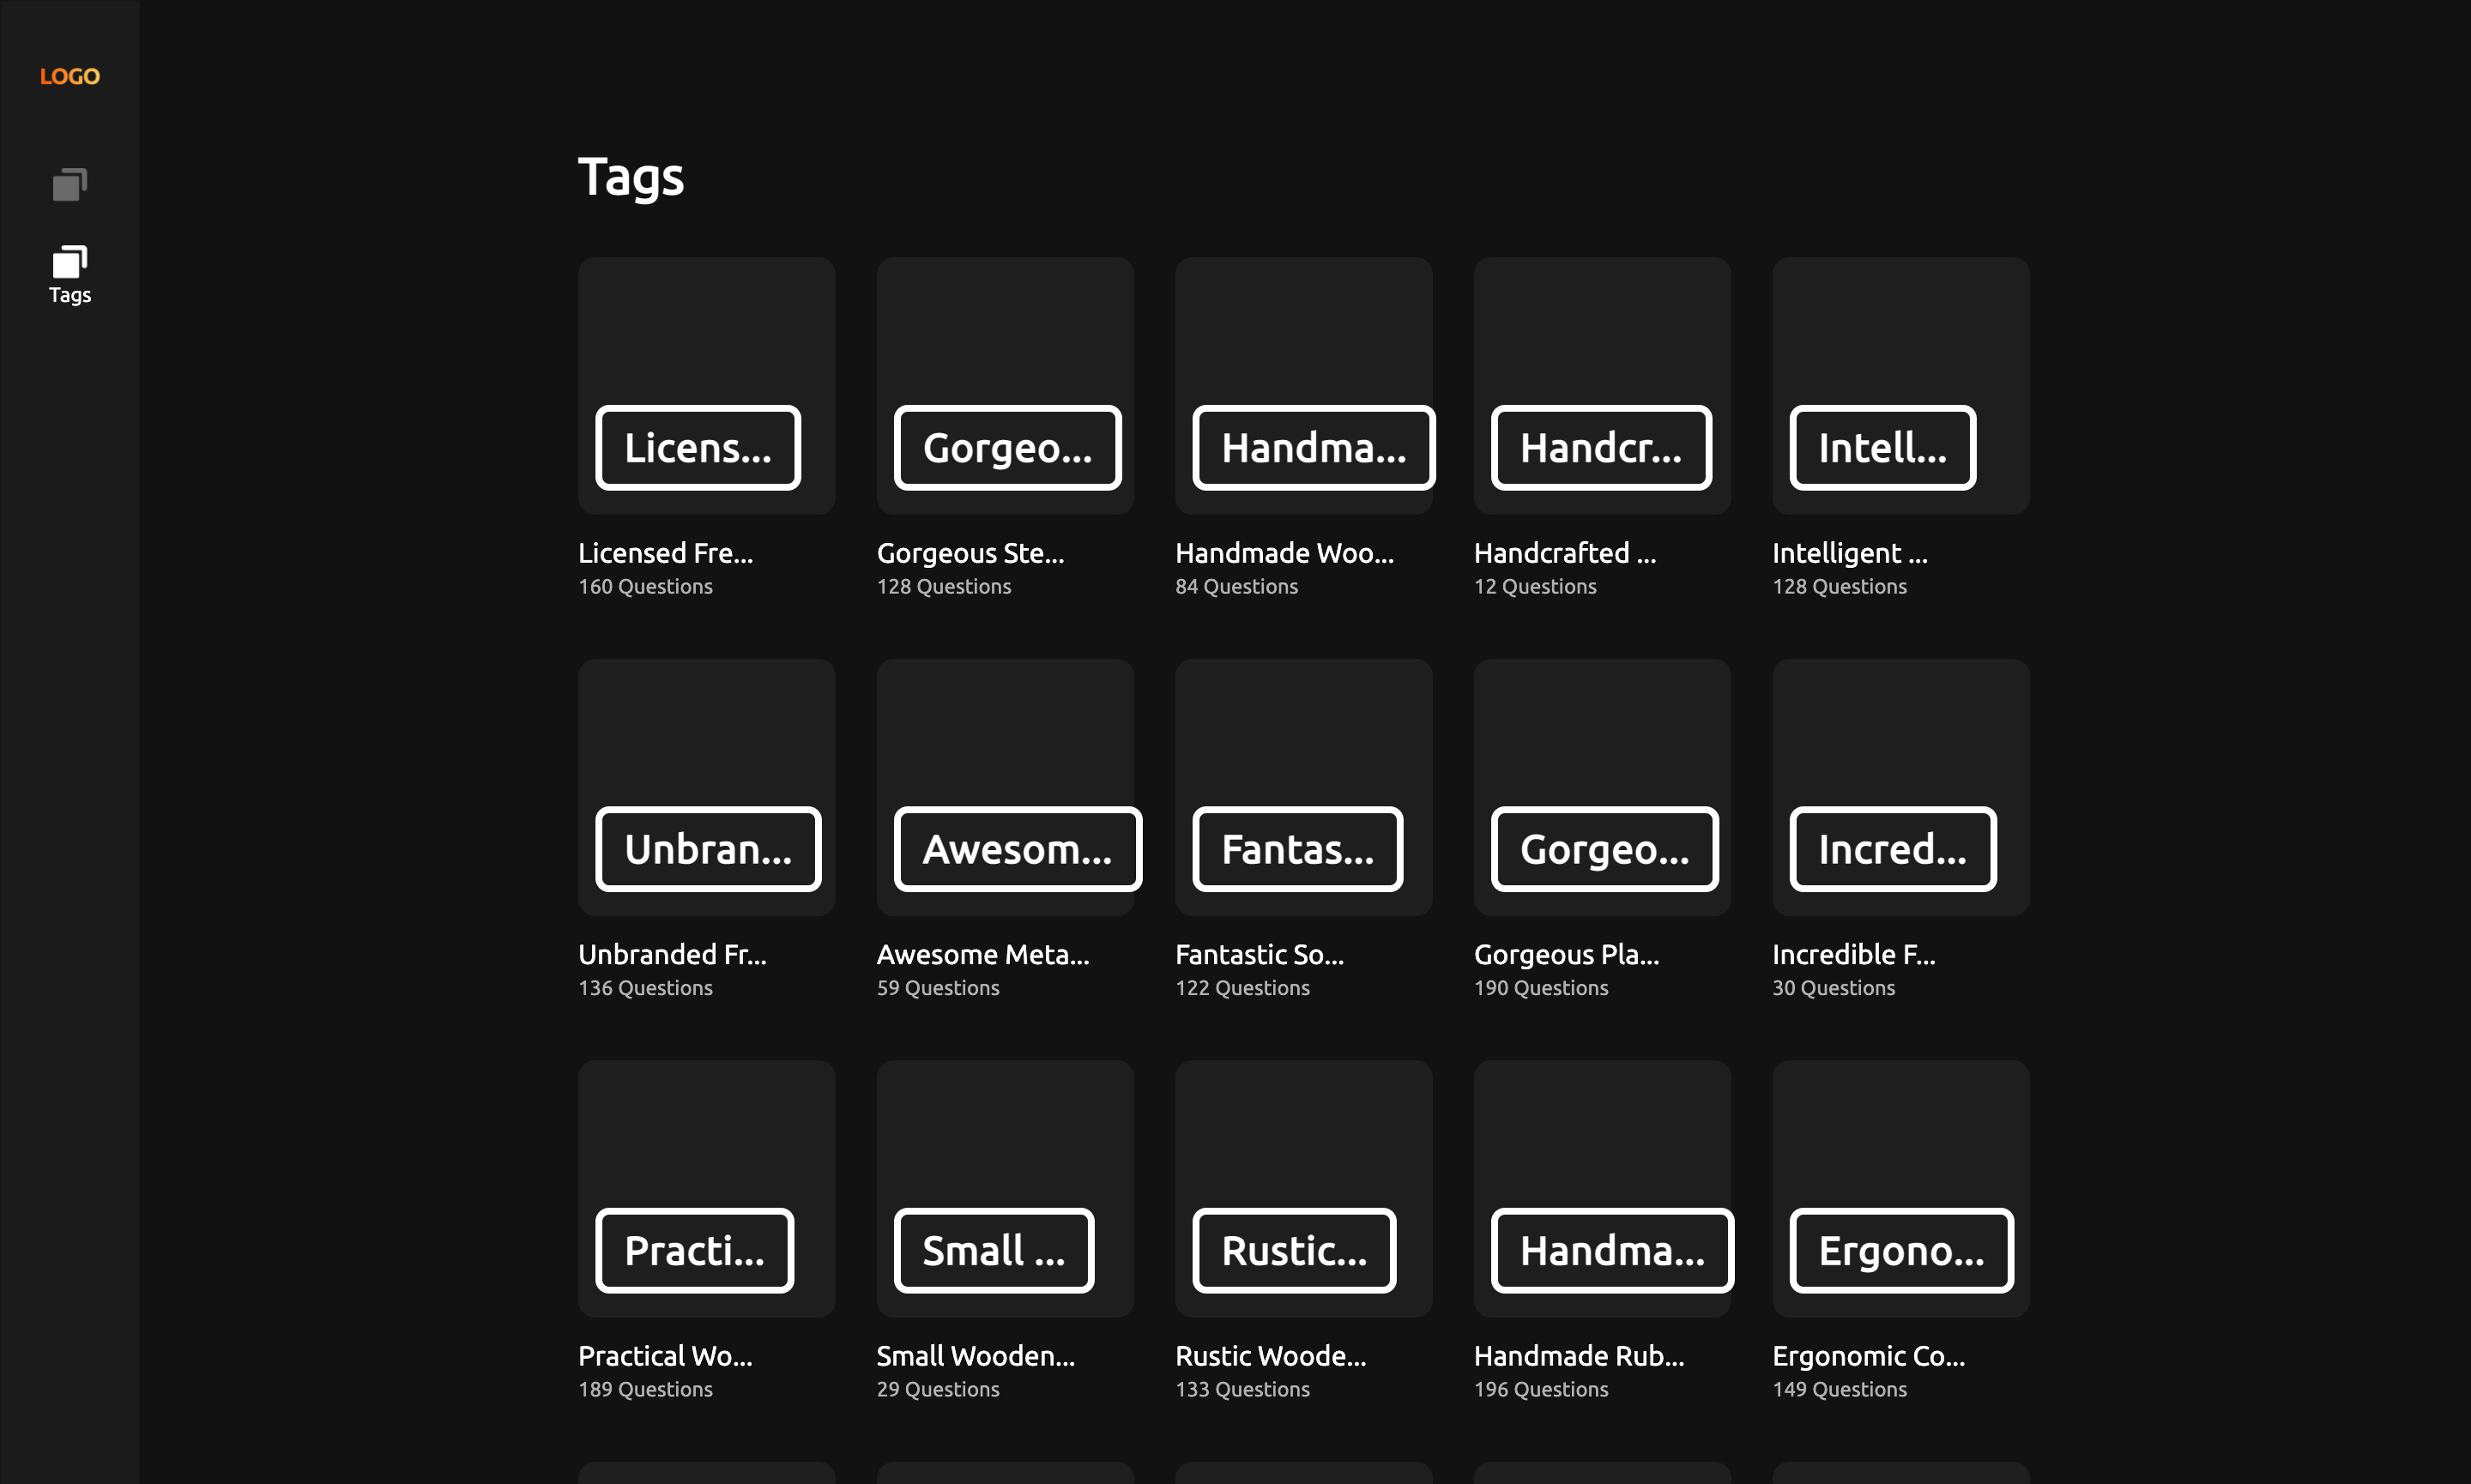 LOGO
Tags
Tags
Licens...
Gorgeo...
Handma...
Handcr...
Intell...
Licensed Fre...
Gorgeous Ste...
Handmade Woo...
Handcrafted ...
Intelligent ...
160 Questions
128 Questions
84 Questions
12 Questions
128 Questions
Unbran...
Awesom...
Fantas...
Gorgeo...
Incred...
Unbranded Fr...
Awesome Meta...
Fantastic So...
Gorgeous Pla...
Incredible F...
136 Questions
59 Questions
122 Questions
190 Questions
30 Questions
Practi...
Small ...
Rustic...
Handma...
Ergono...
Practical Wo...
Small Wooden...
Rustic Woode...
Handmade Rub...
Ergonomic Co...
189 Questions
29 Questions
133 Questions
196 Questions
149 Questions